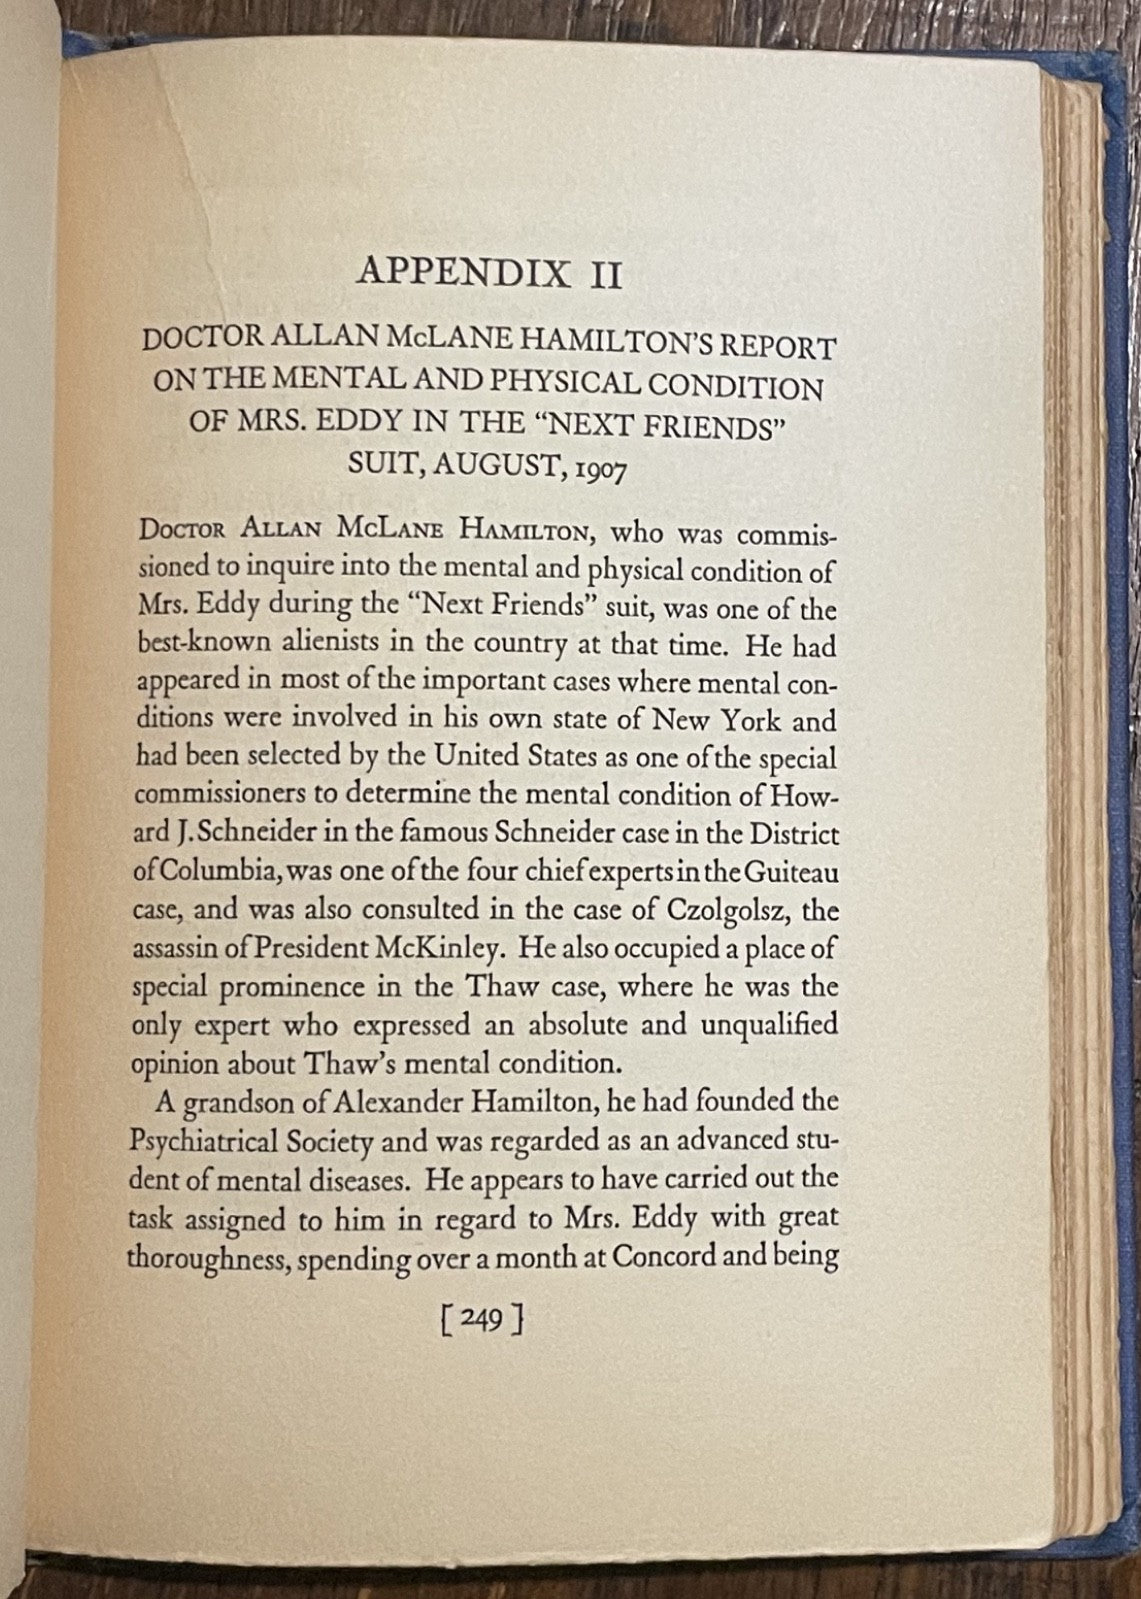 APPENDIX II
DOCTOR ALLAN McLANE HAMILTON'S REPORT
ON THE MENTAL AND PHYSICAL CONDITION
OF MRS. EDDY IN THE “NEXT FRIENDS”
SUIT, AUGUST, 1907
DOCTOR ALLAN MCLANE HAMILTON, who was commis-
sioned to inquire into the mental and physical condition of
Mrs. Eddy during the “Next Friends” suit, was one of the
best-known alienists in the country at that time. He had
appeared in most of the important cases where mental con-
ditions were involved in his own state of New York and
had been selected by the United States as one of the special
commissioners to determine the mental condition of How-
ard J. Schneider in the famous Schneider case in the District
of Columbia, was one of the four chief experts in the Guiteau
case, and was also consulted in the case of Czolgolsz, the
assassin of President McKinley. He also occupied a place of
special prominence in the Thaw case, where he was the
only expert who expressed an absolute and unqualified
opinion about Thaw's mental condition.
A grandson of Alexander Hamilton, he had founded the
Psychiatrical Society and was regarded as an advanced stu-
dent of mental diseases. He appears to have carried out the
task assigned to him in regard to Mrs. Eddy with great
thoroughness, spending over a month at Concord and being
[ 249 ]